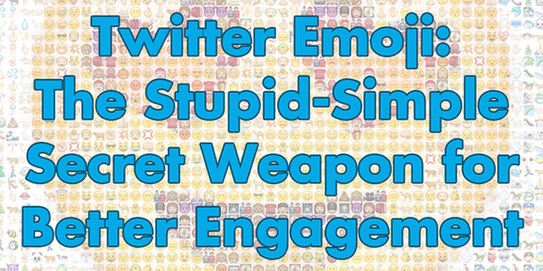 Twitter Emoji:
The Stupid-Simple
Secret Weapon for
Better Engagement